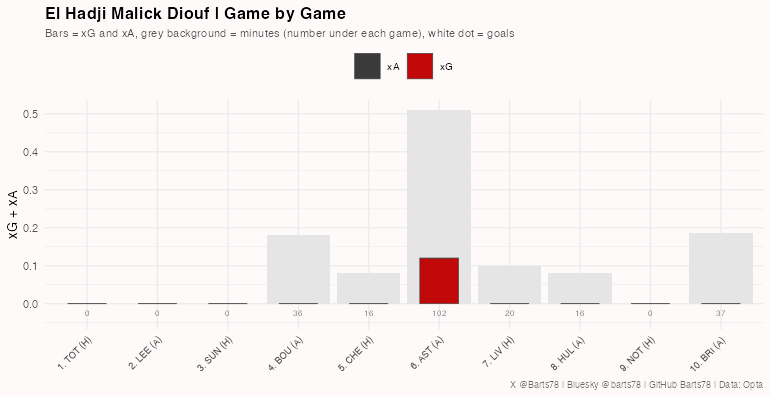 El Hadji Malick Diouf | Game by Game
Bars = xG and xA, grey background = minutes (number under each game), white dot = goals
xA xG
xG + xA
0.5
0.4
0.3
0.2
0.1
0.0
0 0 0 36 16 102 20 16 0 37
1. TOT (H)
2. LEE (A)
3. SUN (H)
4. BOU (A)
5. CHE (H)
6. AST (A)
7. LIV (H)
8. HUL (A)
9. NOT (H)
10. BRI (A)
X @Barts78 | Bluesky @barts78 | GitHub Barts78 | Data: Opta